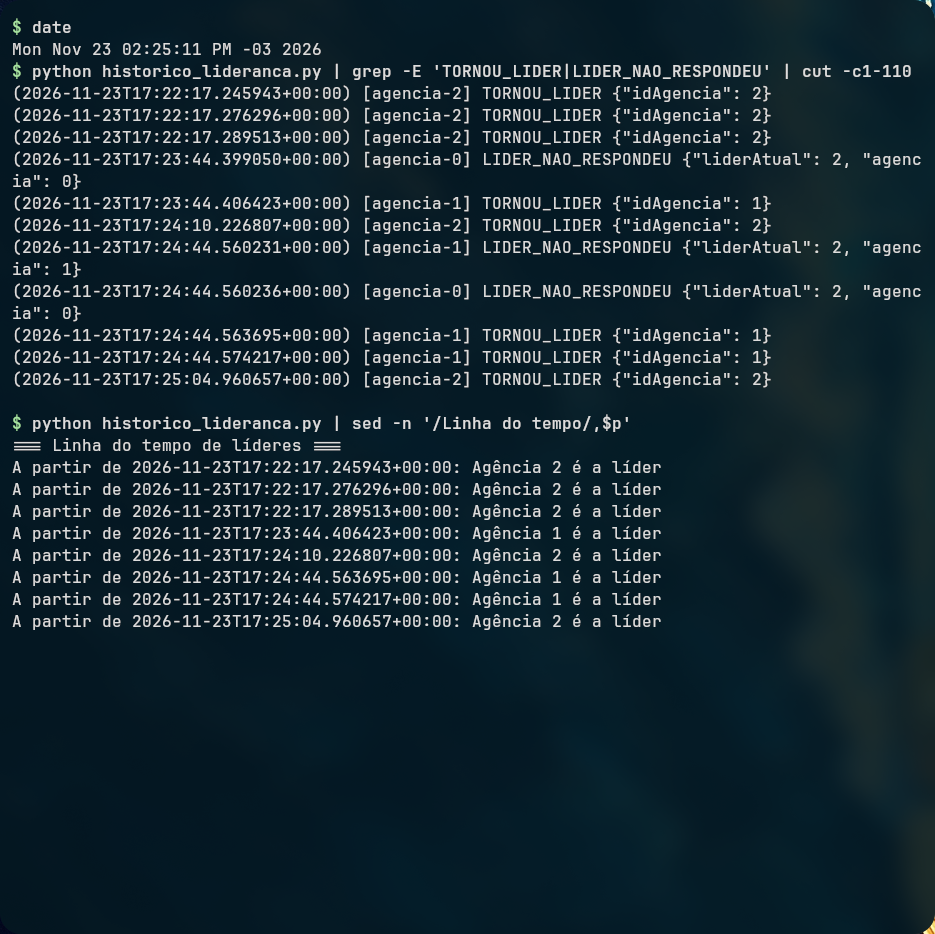 $ date
Mon Nov 23 02:25:11 PM -03 2026
$ python historico_lideranca.py | grep -E 'TORNOU_LIDER|LIDER_NAO_RESPONDEU' | cut -c1-110
(2026-11-23T17:22:17.245943+00:00) [agencia-2] TORNOU_LIDER {"idAgencia": 2}
(2026-11-23T17:22:17.276296+00:00) [agencia-2] TORNOU_LIDER {"idAgencia": 2}
(2026-11-23T17:22:17.289513+00:00) [agencia-2] TORNOU_LIDER {"idAgencia": 2}
(2026-11-23T17:23:44.399050+00:00) [agencia-0] LIDER_NAO_RESPONDEU {"liderAtual": 2, "agenc
ia": 0}
(2026-11-23T17:23:44.406423+00:00) [agencia-1] TORNOU_LIDER {"idAgencia": 1}
(2026-11-23T17:24:10.226807+00:00) [agencia-2] TORNOU_LIDER {"idAgencia": 2}
(2026-11-23T17:24:44.560231+00:00) [agencia-1] LIDER_NAO_RESPONDEU {"liderAtual": 2, "agenc
ia": 1}
(2026-11-23T17:24:44.560236+00:00) [agencia-0] LIDER_NAO_RESPONDEU {"liderAtual": 2, "agenc
ia": 0}
(2026-11-23T17:24:44.563695+00:00) [agencia-1] TORNOU_LIDER {"idAgencia": 1}
(2026-11-23T17:24:44.574217+00:00) [agencia-1] TORNOU_LIDER {"idAgencia": 1}
(2026-11-23T17:25:04.960657+00:00) [agencia-2] TORNOU_LIDER {"idAgencia": 2}
$ python historico_lideranca.py | sed -n '/Linha do tempo/,$p'
=== Linha do tempo de líderes ===
A partir de 2026-11-23T17:22:17.245943+00:00: Agência 2 é a líder
A partir de 2026-11-23T17:22:17.276296+00:00: Agência 2 é a líder
A partir de 2026-11-23T17:22:17.289513+00:00: Agência 2 é a líder
A partir de 2026-11-23T17:23:44.406423+00:00: Agência 1 é a líder
A partir de 2026-11-23T17:24:10.226807+00:00: Agência 2 é a líder
A partir de 2026-11-23T17:24:44.563695+00:00: Agência 1 é a líder
A partir de 2026-11-23T17:24:44.574217+00:00: Agência 1 é a líder
A partir de 2026-11-23T17:25:04.960657+00:00: Agência 2 é a líder